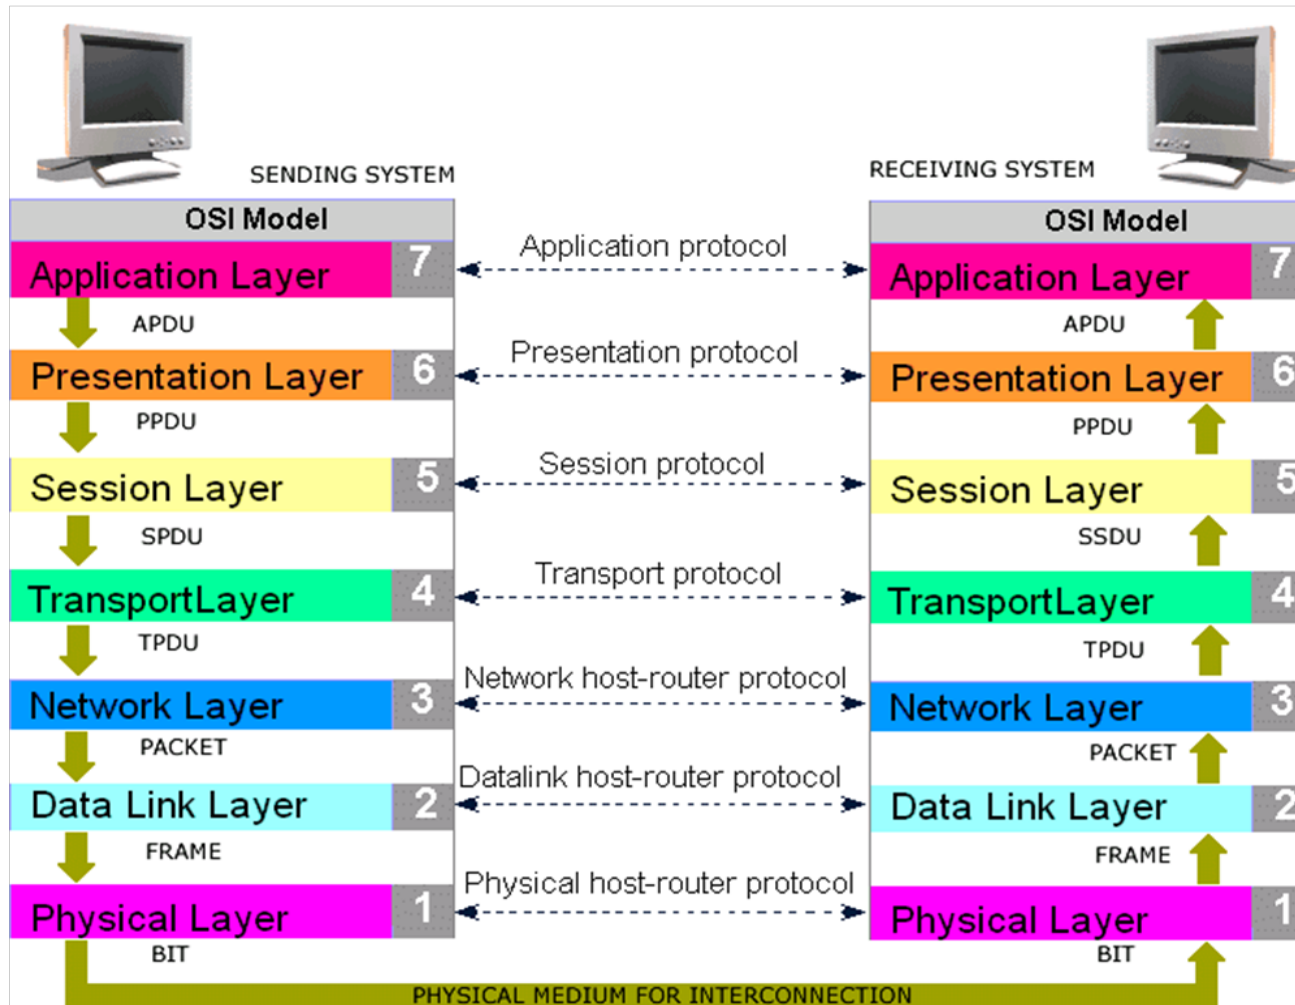 SENDING SYSTEM
RECEIVING SYSTEM
OSI Model
OSI Model
Application Layer 7
Application protocol
Application Layer 7
APDU
APDU
Presentation Layer 6
Presentation protocol
Presentation Layer 6
PPDU
PPDU
Session Layer 5
Session protocol
Session Layer 5
SPDU
SSDU
TransportLayer 4
Transport protocol
TransportLayer 4
TPDU
TPDU
Network Layer 3
Network host-router protocol
Network Layer 3
PACKET
PACKET
Data Link Layer 2
Datalink host-router protocol
Data Link Layer 2
FRAME
FRAME
Physical Layer 1
Physical host-router protocol
Physical Layer 1
BIT
BIT
PHYSICAL MEDIUM FOR INTERCONNECTION